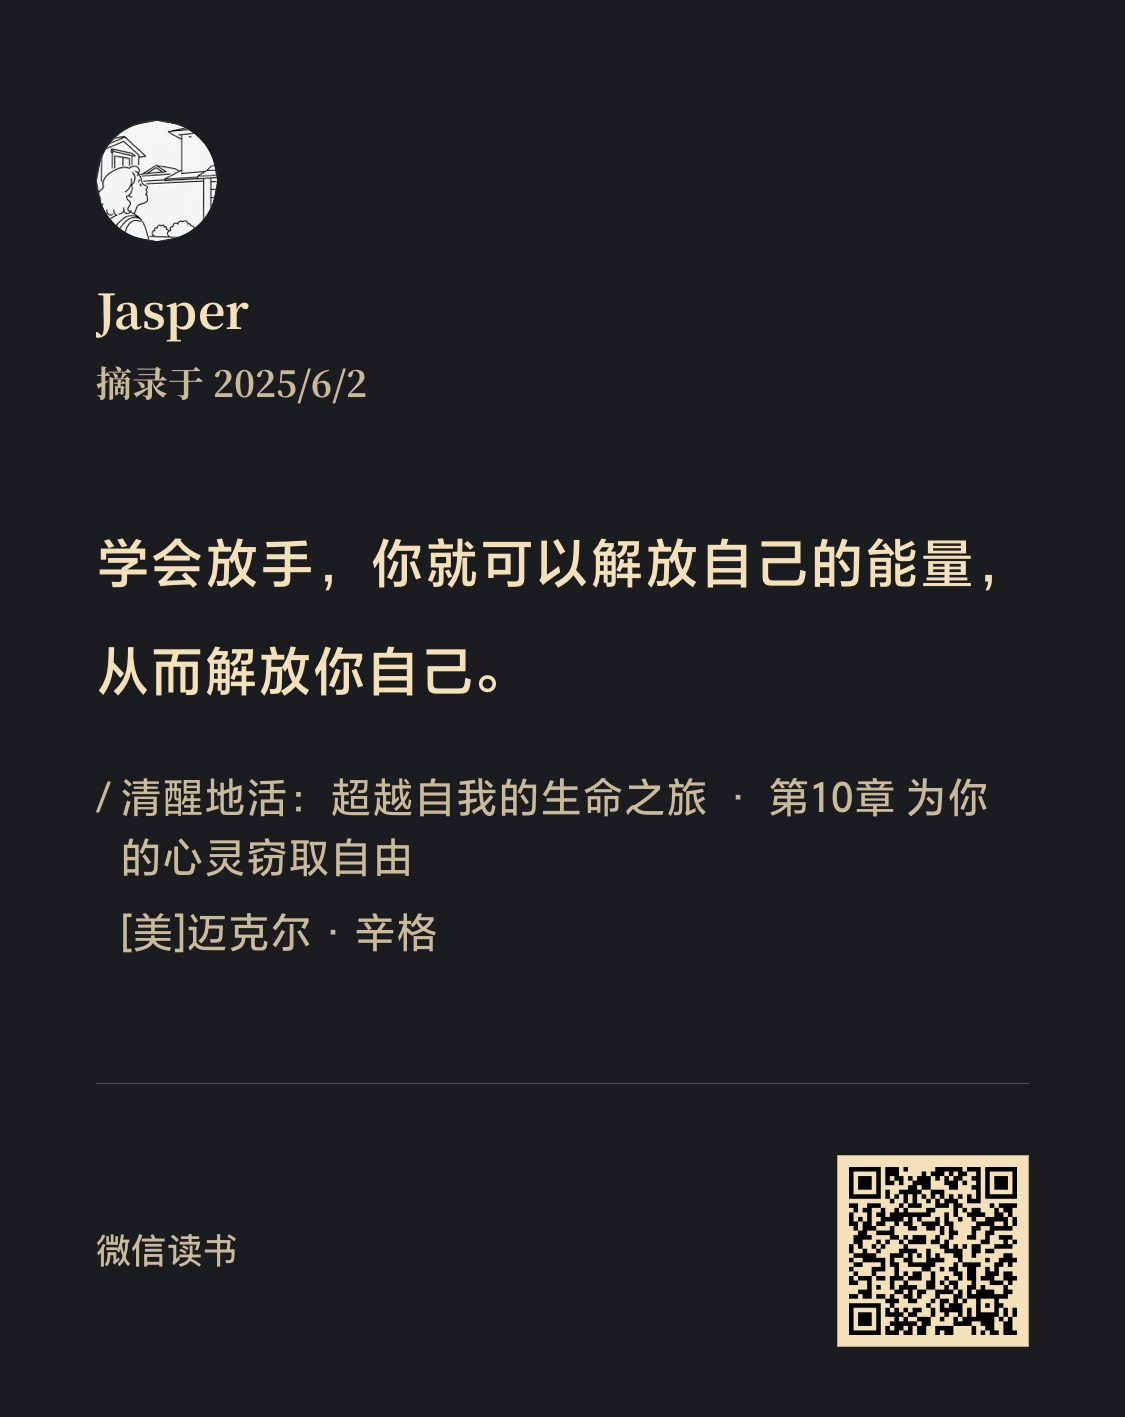 Jasper
摘录于 2025/6/2
学会放手，你就可以解放自己的能量，
从而解放你自己。
/ 清醒地活：超越自我的生命之旅 · 第10章 为你
的心灵窃取自由
[美]迈克尔 · 辛格
微信读书